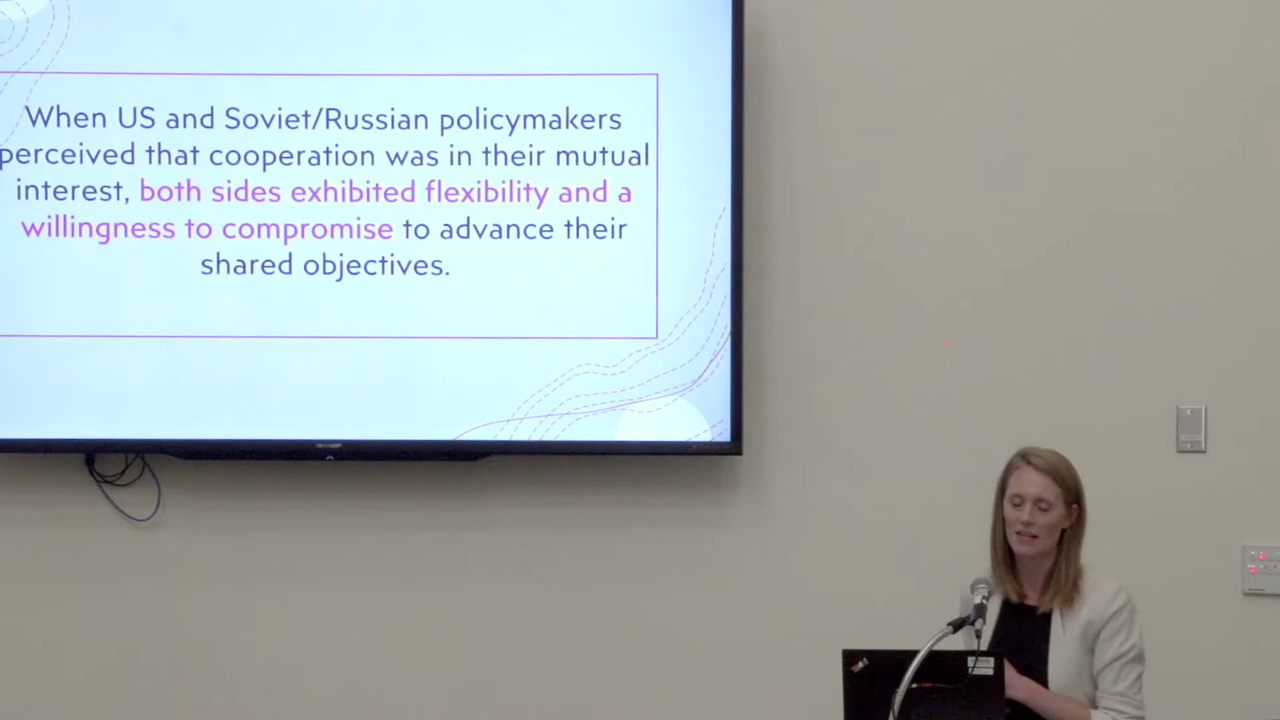 When US and Soviet/Russian policymakers
perceived that cooperation was in their mutual
interest, both sides exhibited flexibility and a
willingness to compromise to advance their
shared objectives.
SHARP